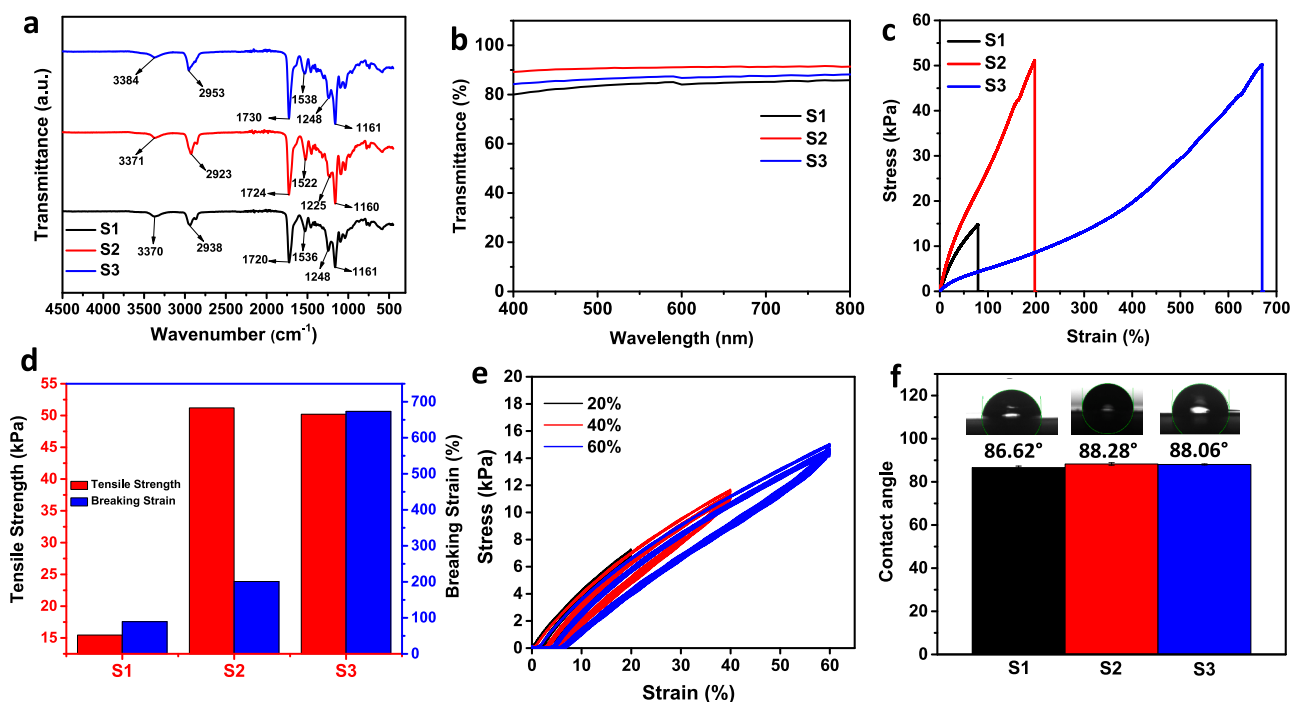 a
Transmittance (a.u.)
3384
2953
1730
1538
1248
1161
3371
2923
1724
1522
1225
1160
3370
2938
1720
1536
1248
1161
S1
S2
S3
4500 4000 3500 3000 2500 2000 1500 1000 500
Wavenumber (cm⁻¹)
b
Transmittance (%)
100
80
60
40
20
0
S1
S2
S3
400 500 600 700 800
Wavelength (nm)
c
Stress (kPa)
60
50
40
30
20
10
0
S1
S2
S3
0 100 200 300 400 500 600 700
Strain (%)
d
Tensile Strength (kPa)
55
50
45
40
35
30
25
20
15
Tensile Strength
Breaking Strain
700
600
500
400
300
200
100
0
Breaking Strain (%)
S1 S2 S3
e
Stress (kPa)
20
18
16
14
12
10
8
6
4
2
0
20%
40%
60%
0 10 20 30 40 50 60
Strain (%)
f
Contact angle
120
100
80
60
40
20
0
86.62° 88.28° 88.06°
S1 S2 S3